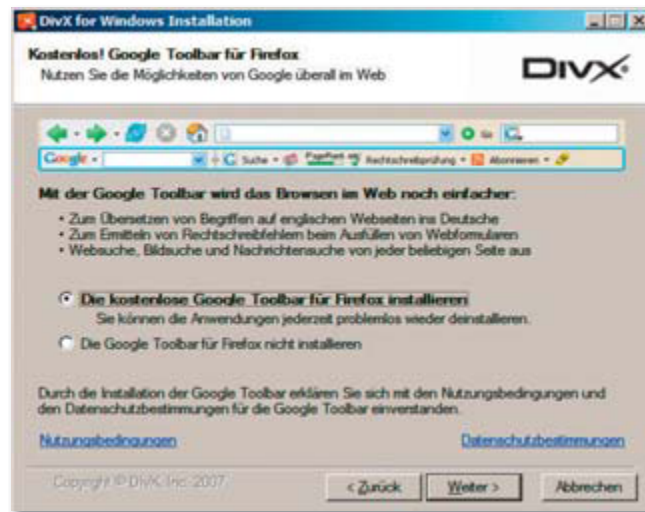 DivX for Windows Installation
Kostenlos! Google Toolbar für Firefox
Nutzen Sie die Möglichkeiten von Google überall im Web
DIVX
Google Suche PageRank Rechtschreibprüfung Abonnieren
Mit der Google Toolbar wird das Browsen im Web noch einfacher:
• Zum Übersetzen von Begriffen auf englischen Webseiten ins Deutsche
• Zum Ermitteln von Rechtschreibfehlern beim Ausfüllen von Webformularen
• Websuche, Bildsuche und Nachrichtensuche von jeder beliebigen Seite aus
Die kostenlose Google Toolbar für Firefox installieren
Sie können die Anwendungen jederzeit problemlos wieder deinstallieren.
Die Google Toolbar für Firefox nicht installieren
Durch die Installation der Google Toolbar erklären Sie sich mit den Nutzungsbedingungen und
den Datenschutzbestimmungen für die Google Toolbar einverstanden.
Nutzungsbedingungen Datenschutzbestimmungen
Copyright © DivX, Inc. 2007 < Zurück Weiter > Abbrechen